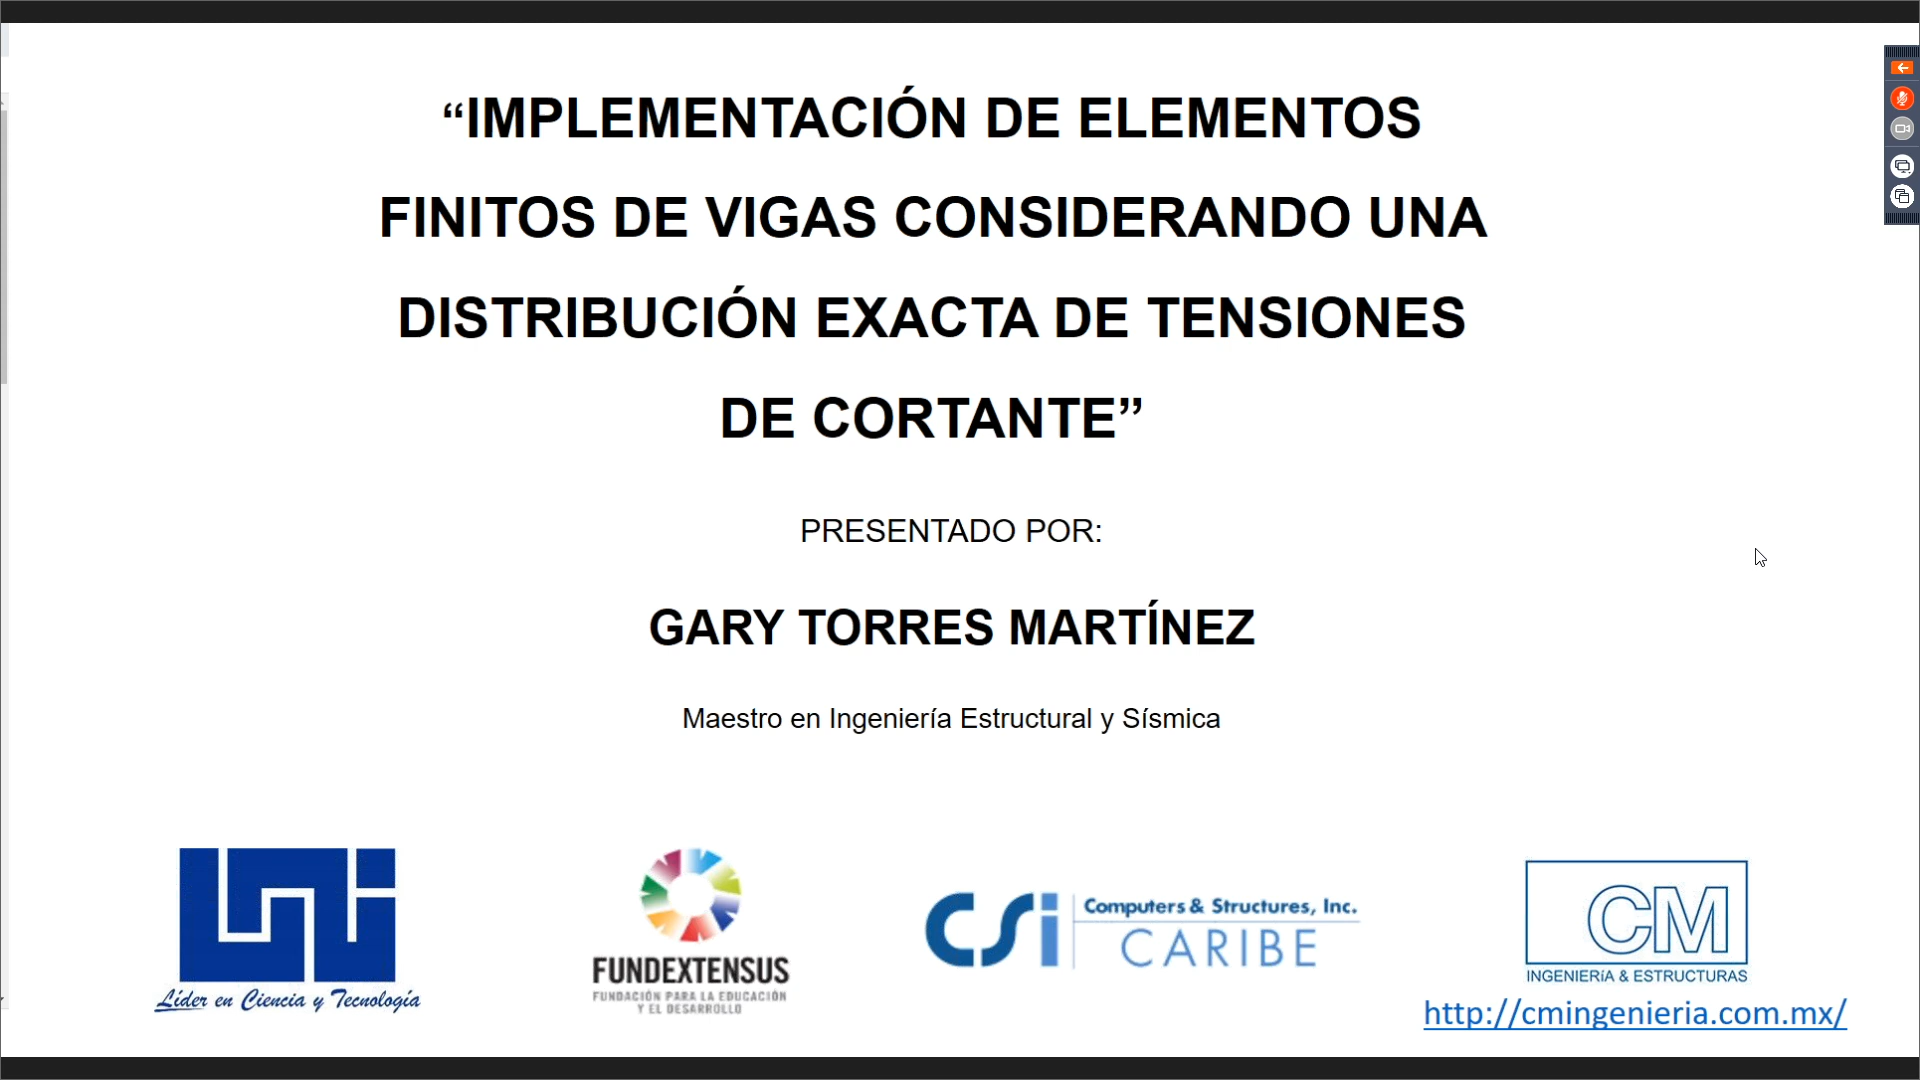 “IMPLEMENTACIÓN DE ELEMENTOS
FINITOS DE VIGAS CONSIDERANDO UNA
DISTRIBUCIÓN EXACTA DE TENSIONES
DE CORTANTE”
PRESENTADO POR:
GARY TORRES MARTÍNEZ
Maestro en Ingeniería Estructural y Sísmica
uni
Líder en Ciencia y Tecnología
FUNDEXTENSUS
FUNDACIÓN PARA LA EDUCACIÓN
Y EL DESARROLLO
CSi
Computers & Structures, Inc.
CARIBE
CM
INGENIERíA & ESTRUCTURAS
http://cmingenieria.com.mx/